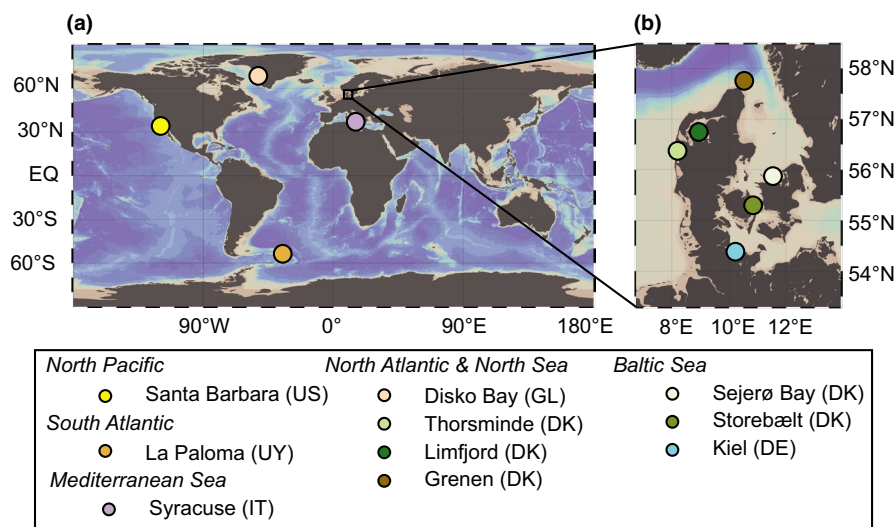 (a)
(b)
60°N
30°N
EQ
30°S
60°S
90°W
0°
90°E
180°E
58°N
57°N
56°N
55°N
54°N
8°E
10°E
12°E
North Pacific
Santa Barbara (US)
South Atlantic
La Paloma (UY)
Mediterranean Sea
Syracuse (IT)
North Atlantic & North Sea
Disko Bay (GL)
Thorsminde (DK)
Limfjord (DK)
Grenen (DK)
Baltic Sea
Sejerø Bay (DK)
Storebælt (DK)
Kiel (DE)